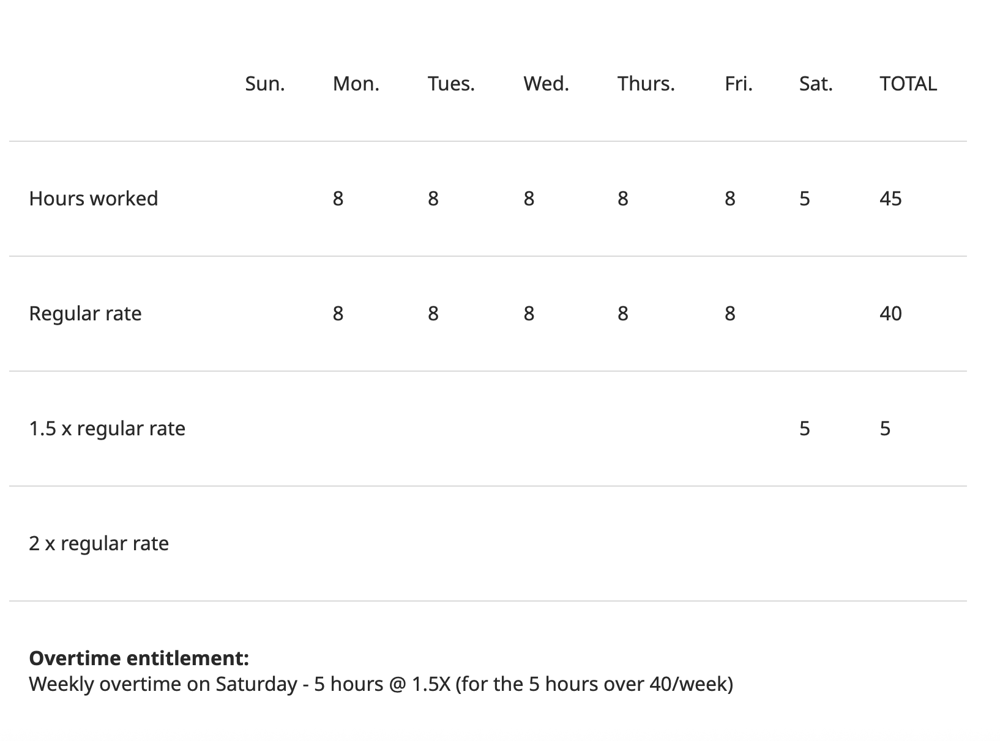 Sun. Mon. Tues. Wed. Thurs. Fri. Sat. TOTAL
Hours worked 8 8 8 8 8 5 45
Regular rate 8 8 8 8 8 40
1.5 x regular rate 5 5
2 x regular rate
Overtime entitlement:
Weekly overtime on Saturday - 5 hours @ 1.5X (for the 5 hours over 40/week)